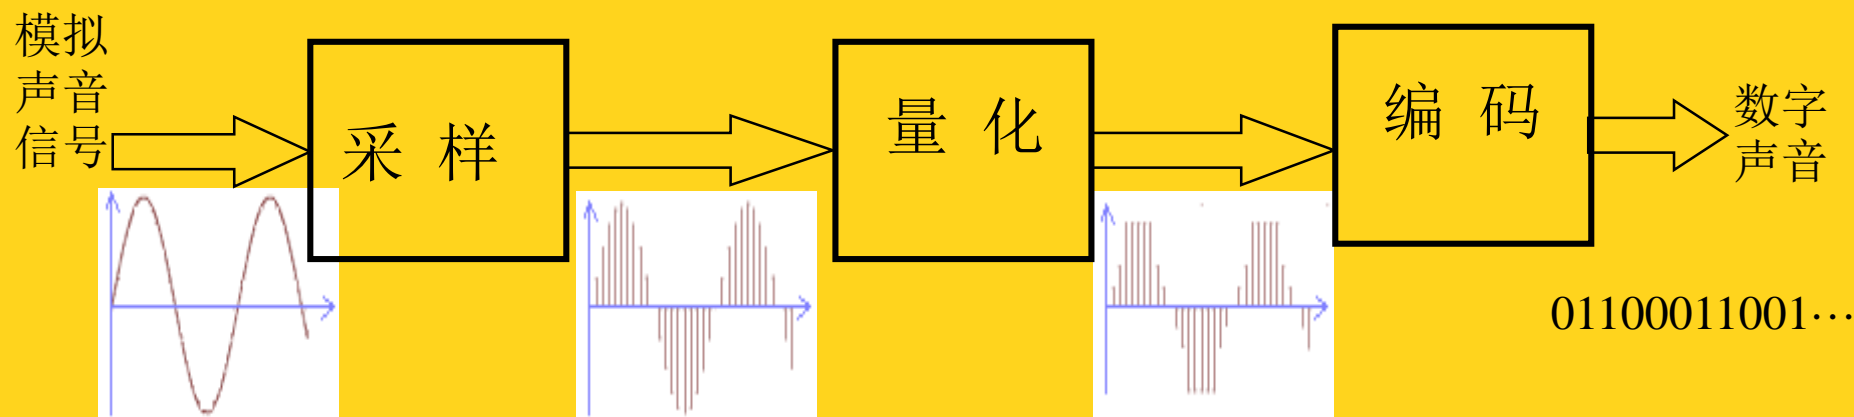 模拟
声音
信号
采 样
量 化
编 码
数字
声音
01100011001…